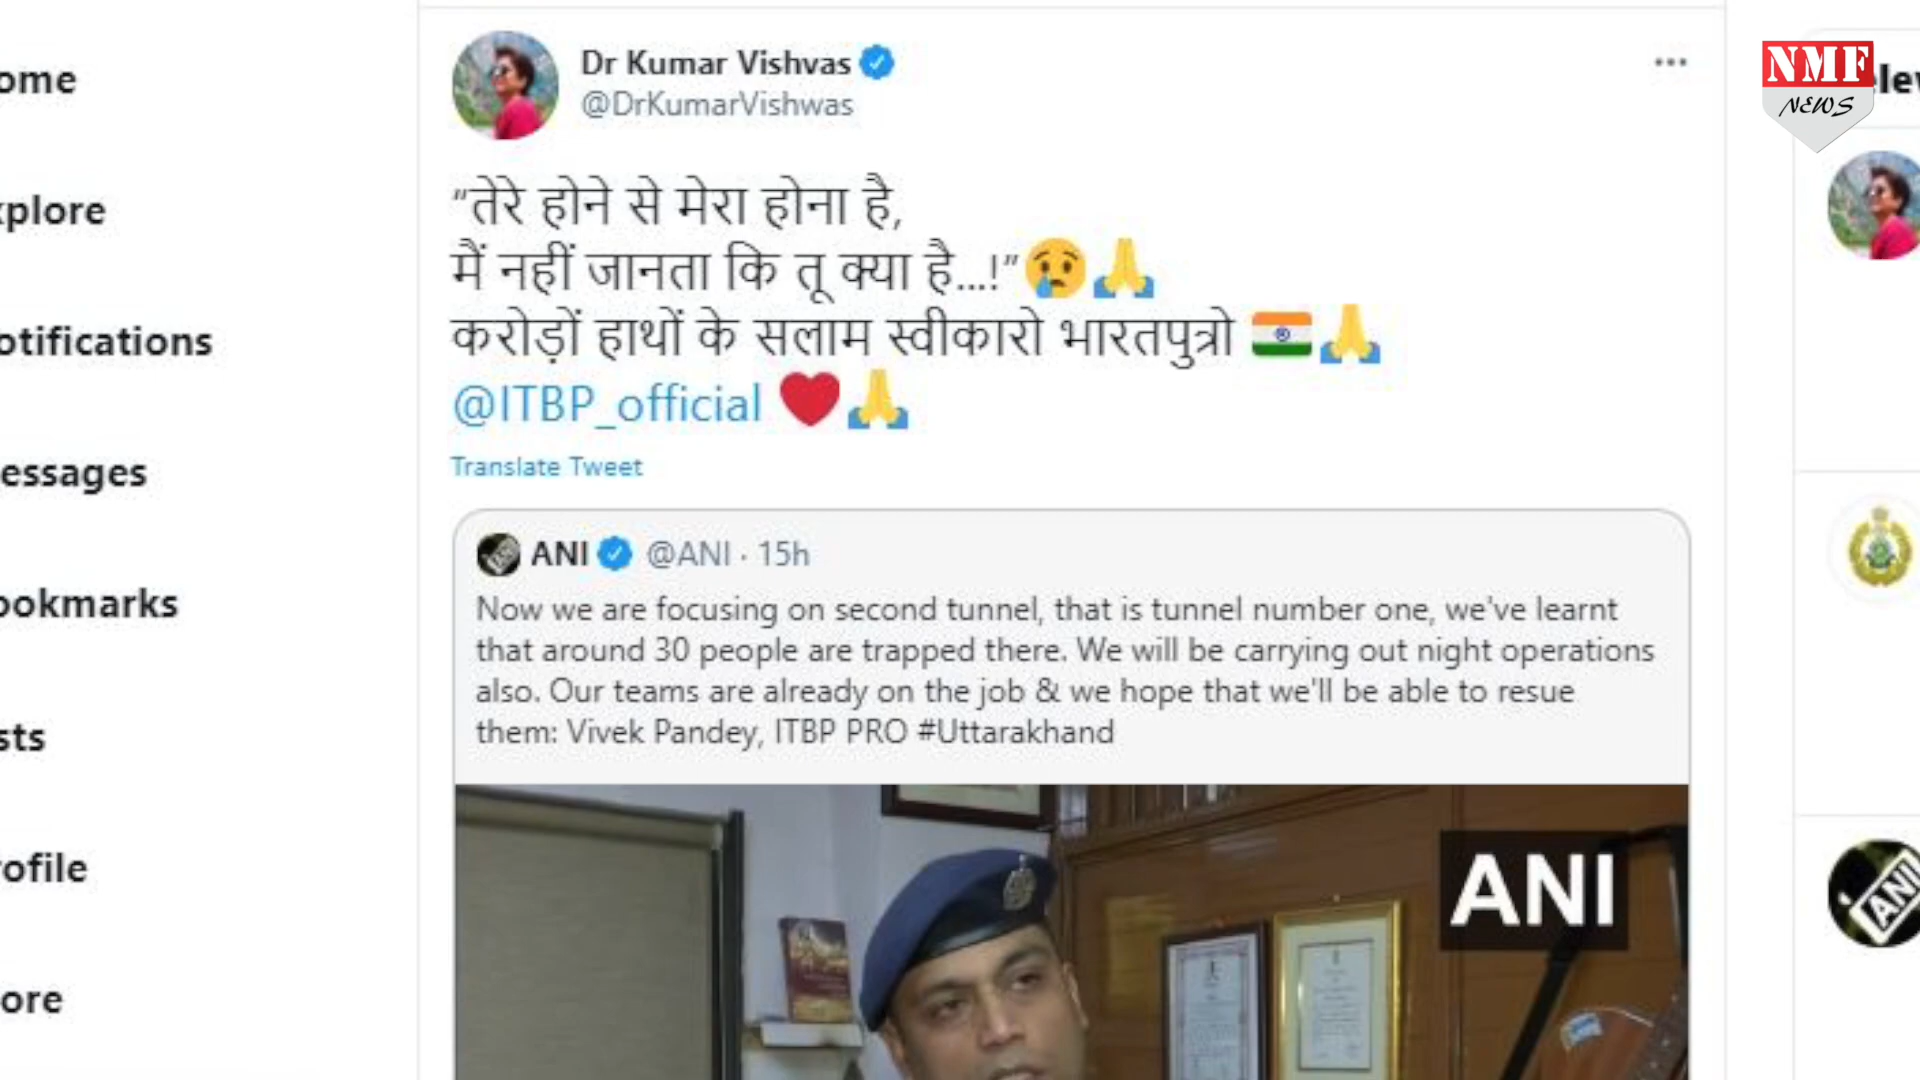 ome
xplore
otifications
essages
ookmarks
sts
rofile
ore
Dr Kumar Vishvas
@DrKumarVishwas
“तेरे होने से मेरा होना है,
मैं नहीं जानता कि तू क्या है...!”😢🙏
करोड़ों हाथों के सलाम स्वीकारो भारतपुत्रो 🇮🇳🙏
@ITBP_official ❤️🙏
Translate Tweet
ANI @ANI · 15h
Now we are focusing on second tunnel, that is tunnel number one, we've learnt
that around 30 people are trapped there. We will be carrying out night operations
also. Our teams are already on the job & we hope that we'll be able to resue
them: Vivek Pandey, ITBP PRO #Uttarakhand
ANI
NMF
NEWS
elev
ANI